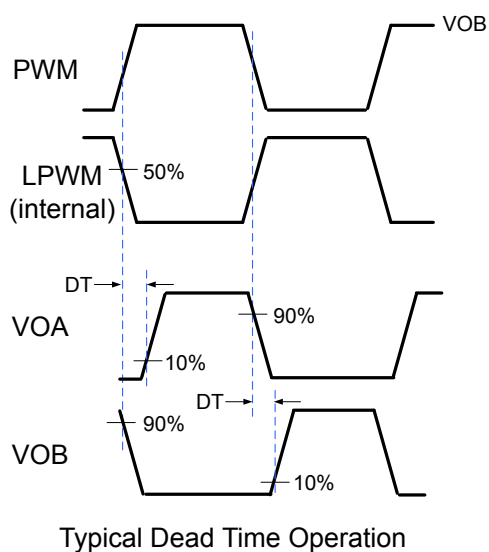 VOB
PWM
50%
LPWM
(internal)
DT
VOA
90%
10%
DT
90%
VOB
10%
Typical Dead Time Operation